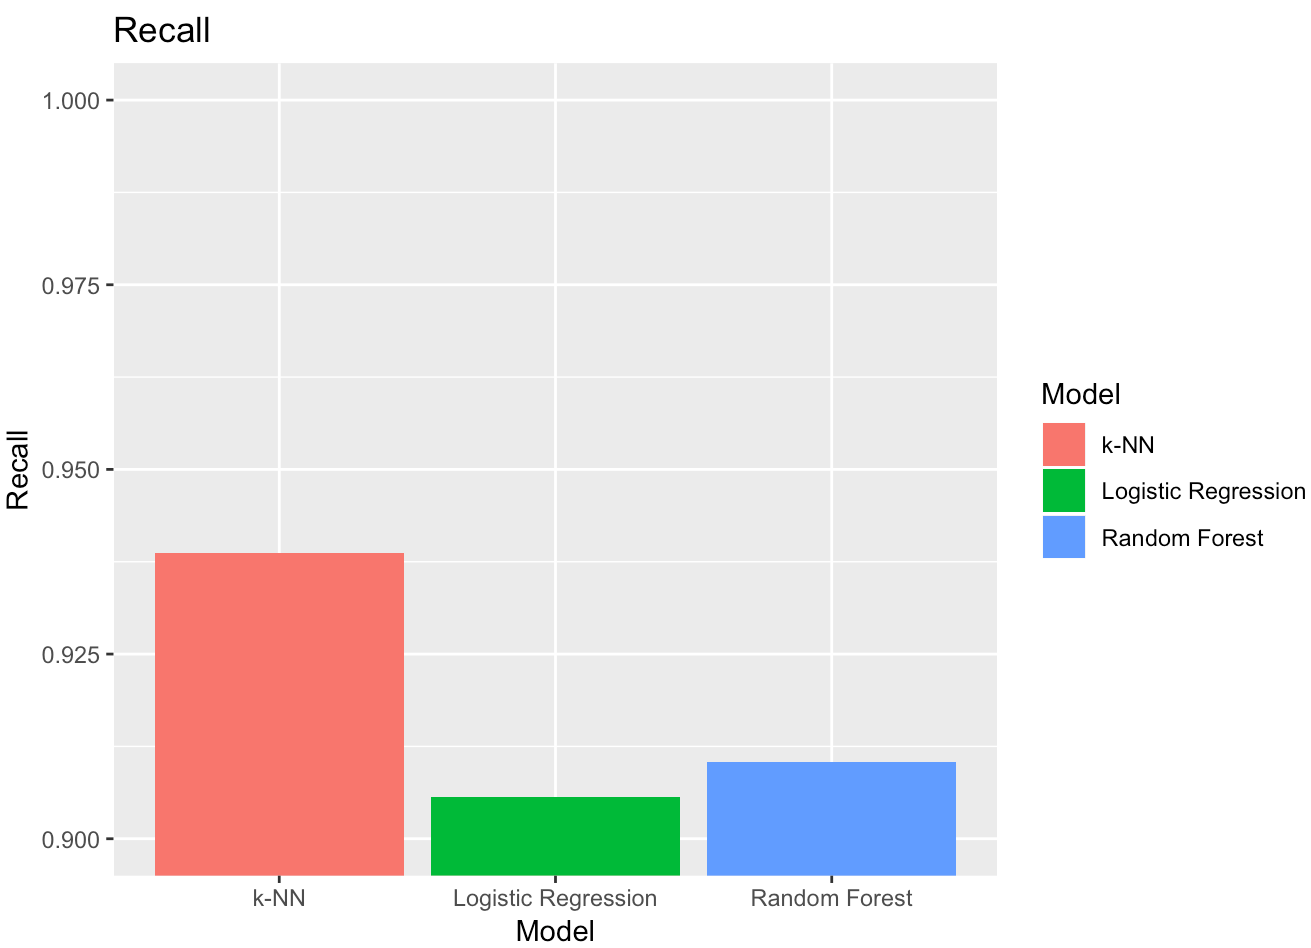 Recall
1.000
0.975
0.950
0.925
0.900
Recall
k-NN
Logistic Regression
Random Forest
Model
Model
k-NN
Logistic Regression
Random Forest